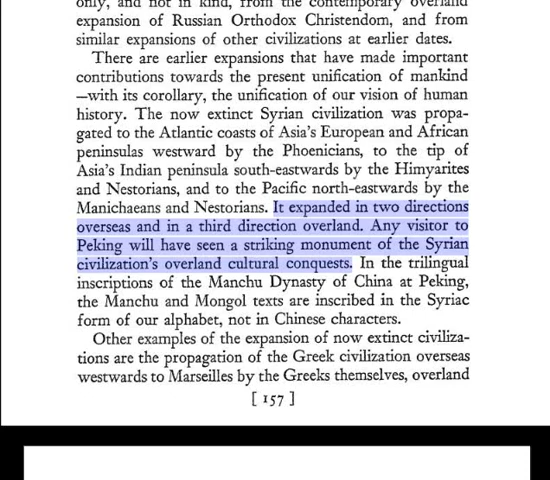 only, and not in kind, from the contemporary overland
expansion of Russian Orthodox Christendom, and from
similar expansions of other civilizations at earlier dates.
There are earlier expansions that have made important
contributions towards the present unification of mankind
—with its corollary, the unification of our vision of human
history. The now extinct Syrian civilization was propa-
gated to the Atlantic coasts of Asia's European and African
peninsulas westward by the Phoenicians, to the tip of
Asia's Indian peninsula south-eastwards by the Himyarites
and Nestorians, and to the Pacific north-eastwards by the
Manichaeans and Nestorians. It expanded in two directions
overseas and in a third direction overland. Any visitor to
Peking will have seen a striking monument of the Syrian
civilization's overland cultural conquests. In the trilingual
inscriptions of the Manchu Dynasty of China at Peking,
the Manchu and Mongol texts are inscribed in the Syriac
form of our alphabet, not in Chinese characters.
Other examples of the expansion of now extinct civiliza-
tions are the propagation of the Greek civilization overseas
westwards to Marseilles by the Greeks themselves, overland
[ 157 ]